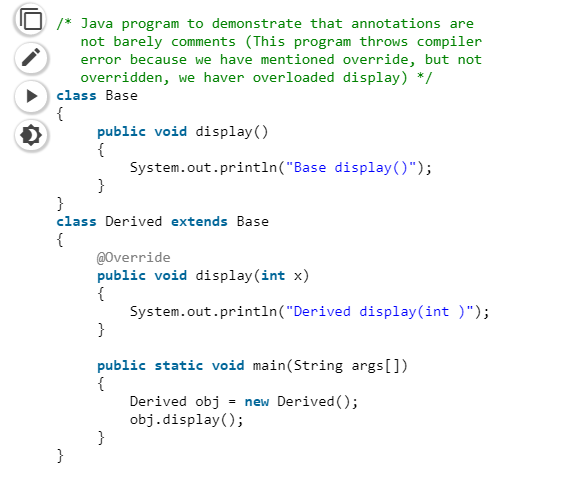 /* Java program to demonstrate that annotations are
not barely comments (This program throws compiler
error because we have mentioned override, but not
overridden, we haver overloaded display) */
class Base
{
public void display()
{
System.out.println("Base display()");
}
}
class Derived extends Base
{
@Override
public void display(int x)
{
System.out.println("Derived display(int )");
}
public static void main(String args[])
{
Derived obj = new Derived();
obj.display();
}
}